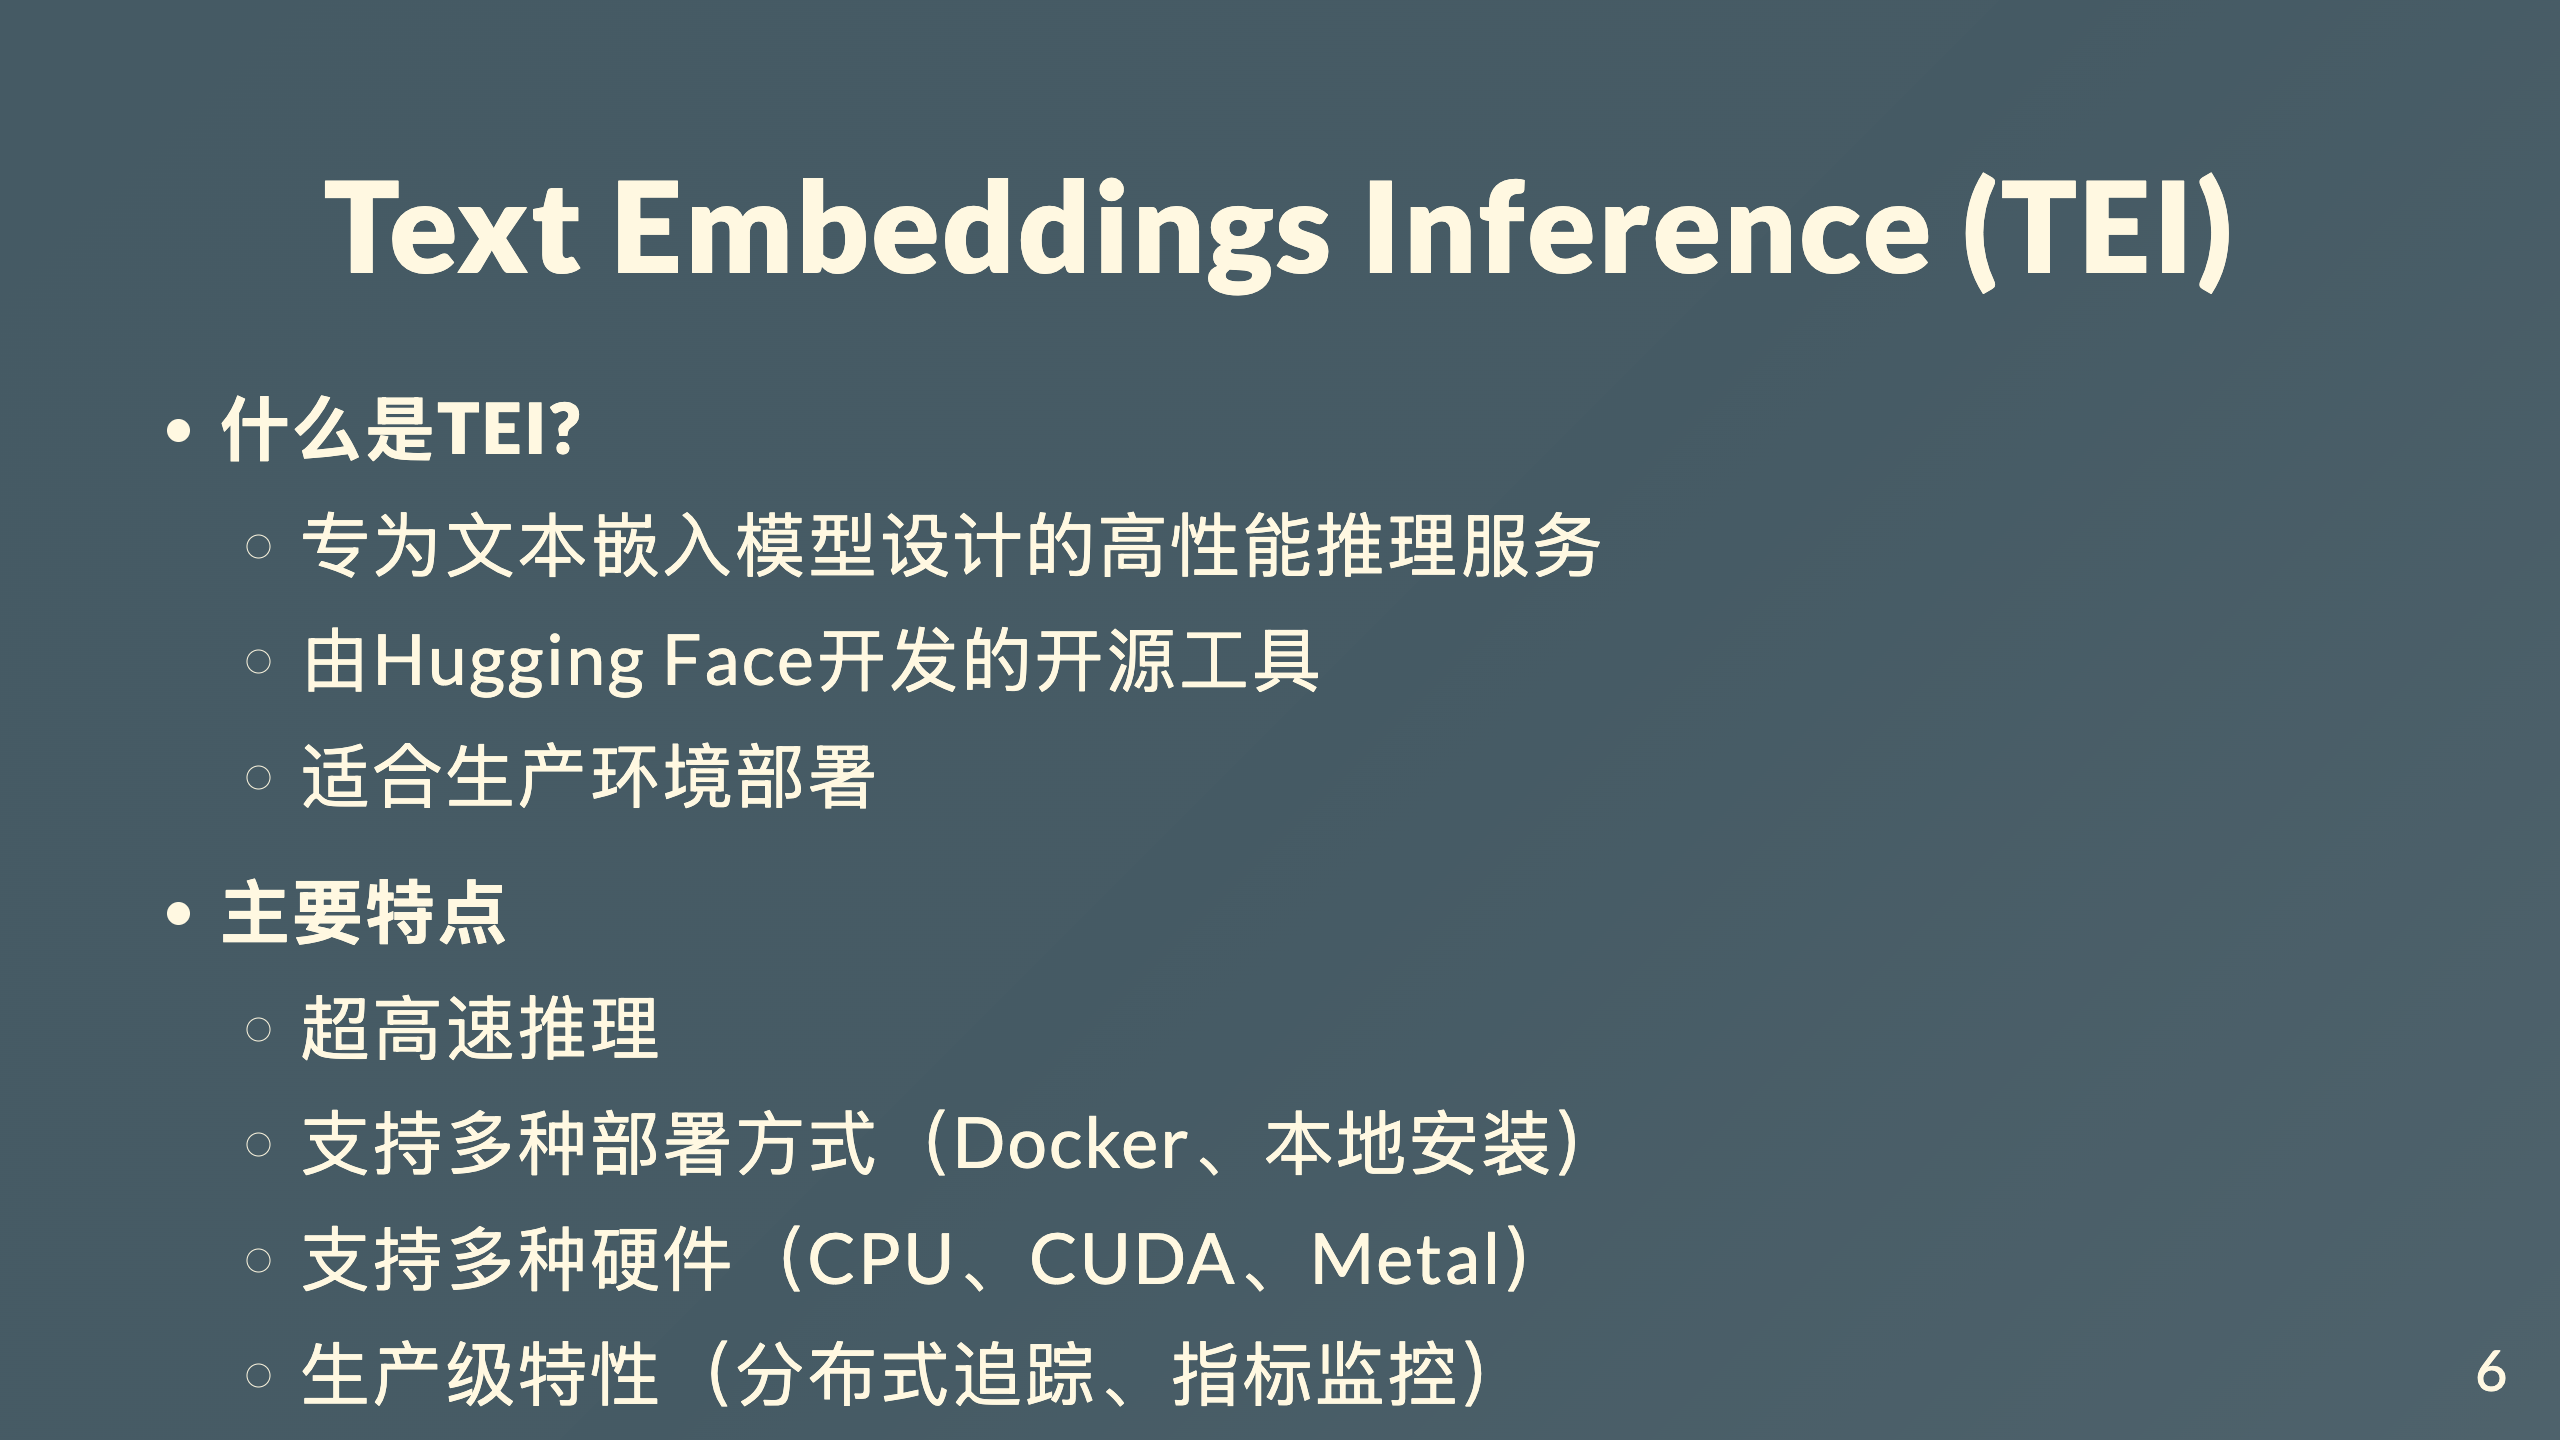 Text Embeddings Inference (TEI)
• 什么是TEI?
○ 专为文本嵌入模型设计的高性能推理服务
○ 由Hugging Face开发的开源工具
○ 适合生产环境部署
• 主要特点
○ 超高速推理
○ 支持多种部署方式（Docker、本地安装）
○ 支持多种硬件（CPU、CUDA、Metal）
○ 生产级特性（分布式追踪、指标监控）
6